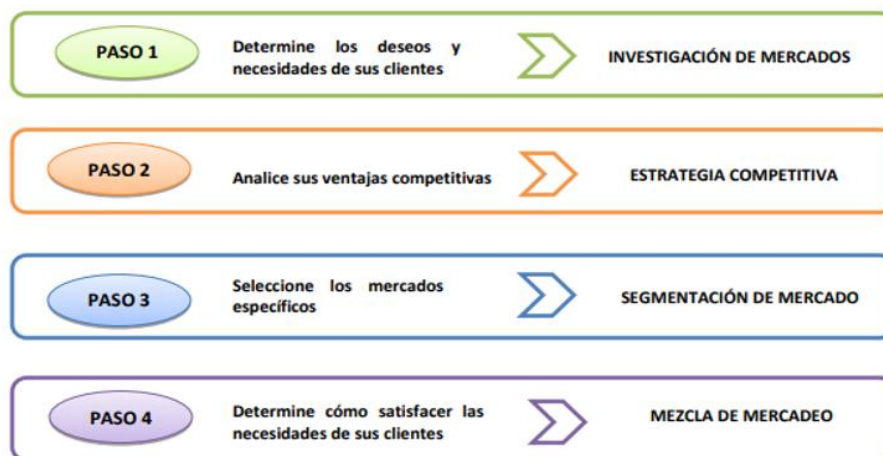 PASO 1
Determine los deseos y
necesidades de sus clientes
INVESTIGACIÓN DE MERCADOS
PASO 2
Analice sus ventajas competitivas
ESTRATEGIA COMPETITIVA
PASO 3
Seleccione los mercados
específicos
SEGMENTACIÓN DE MERCADO
PASO 4
Determine cómo satisfacer las
necesidades de sus clientes
MEZCLA DE MERCADEO